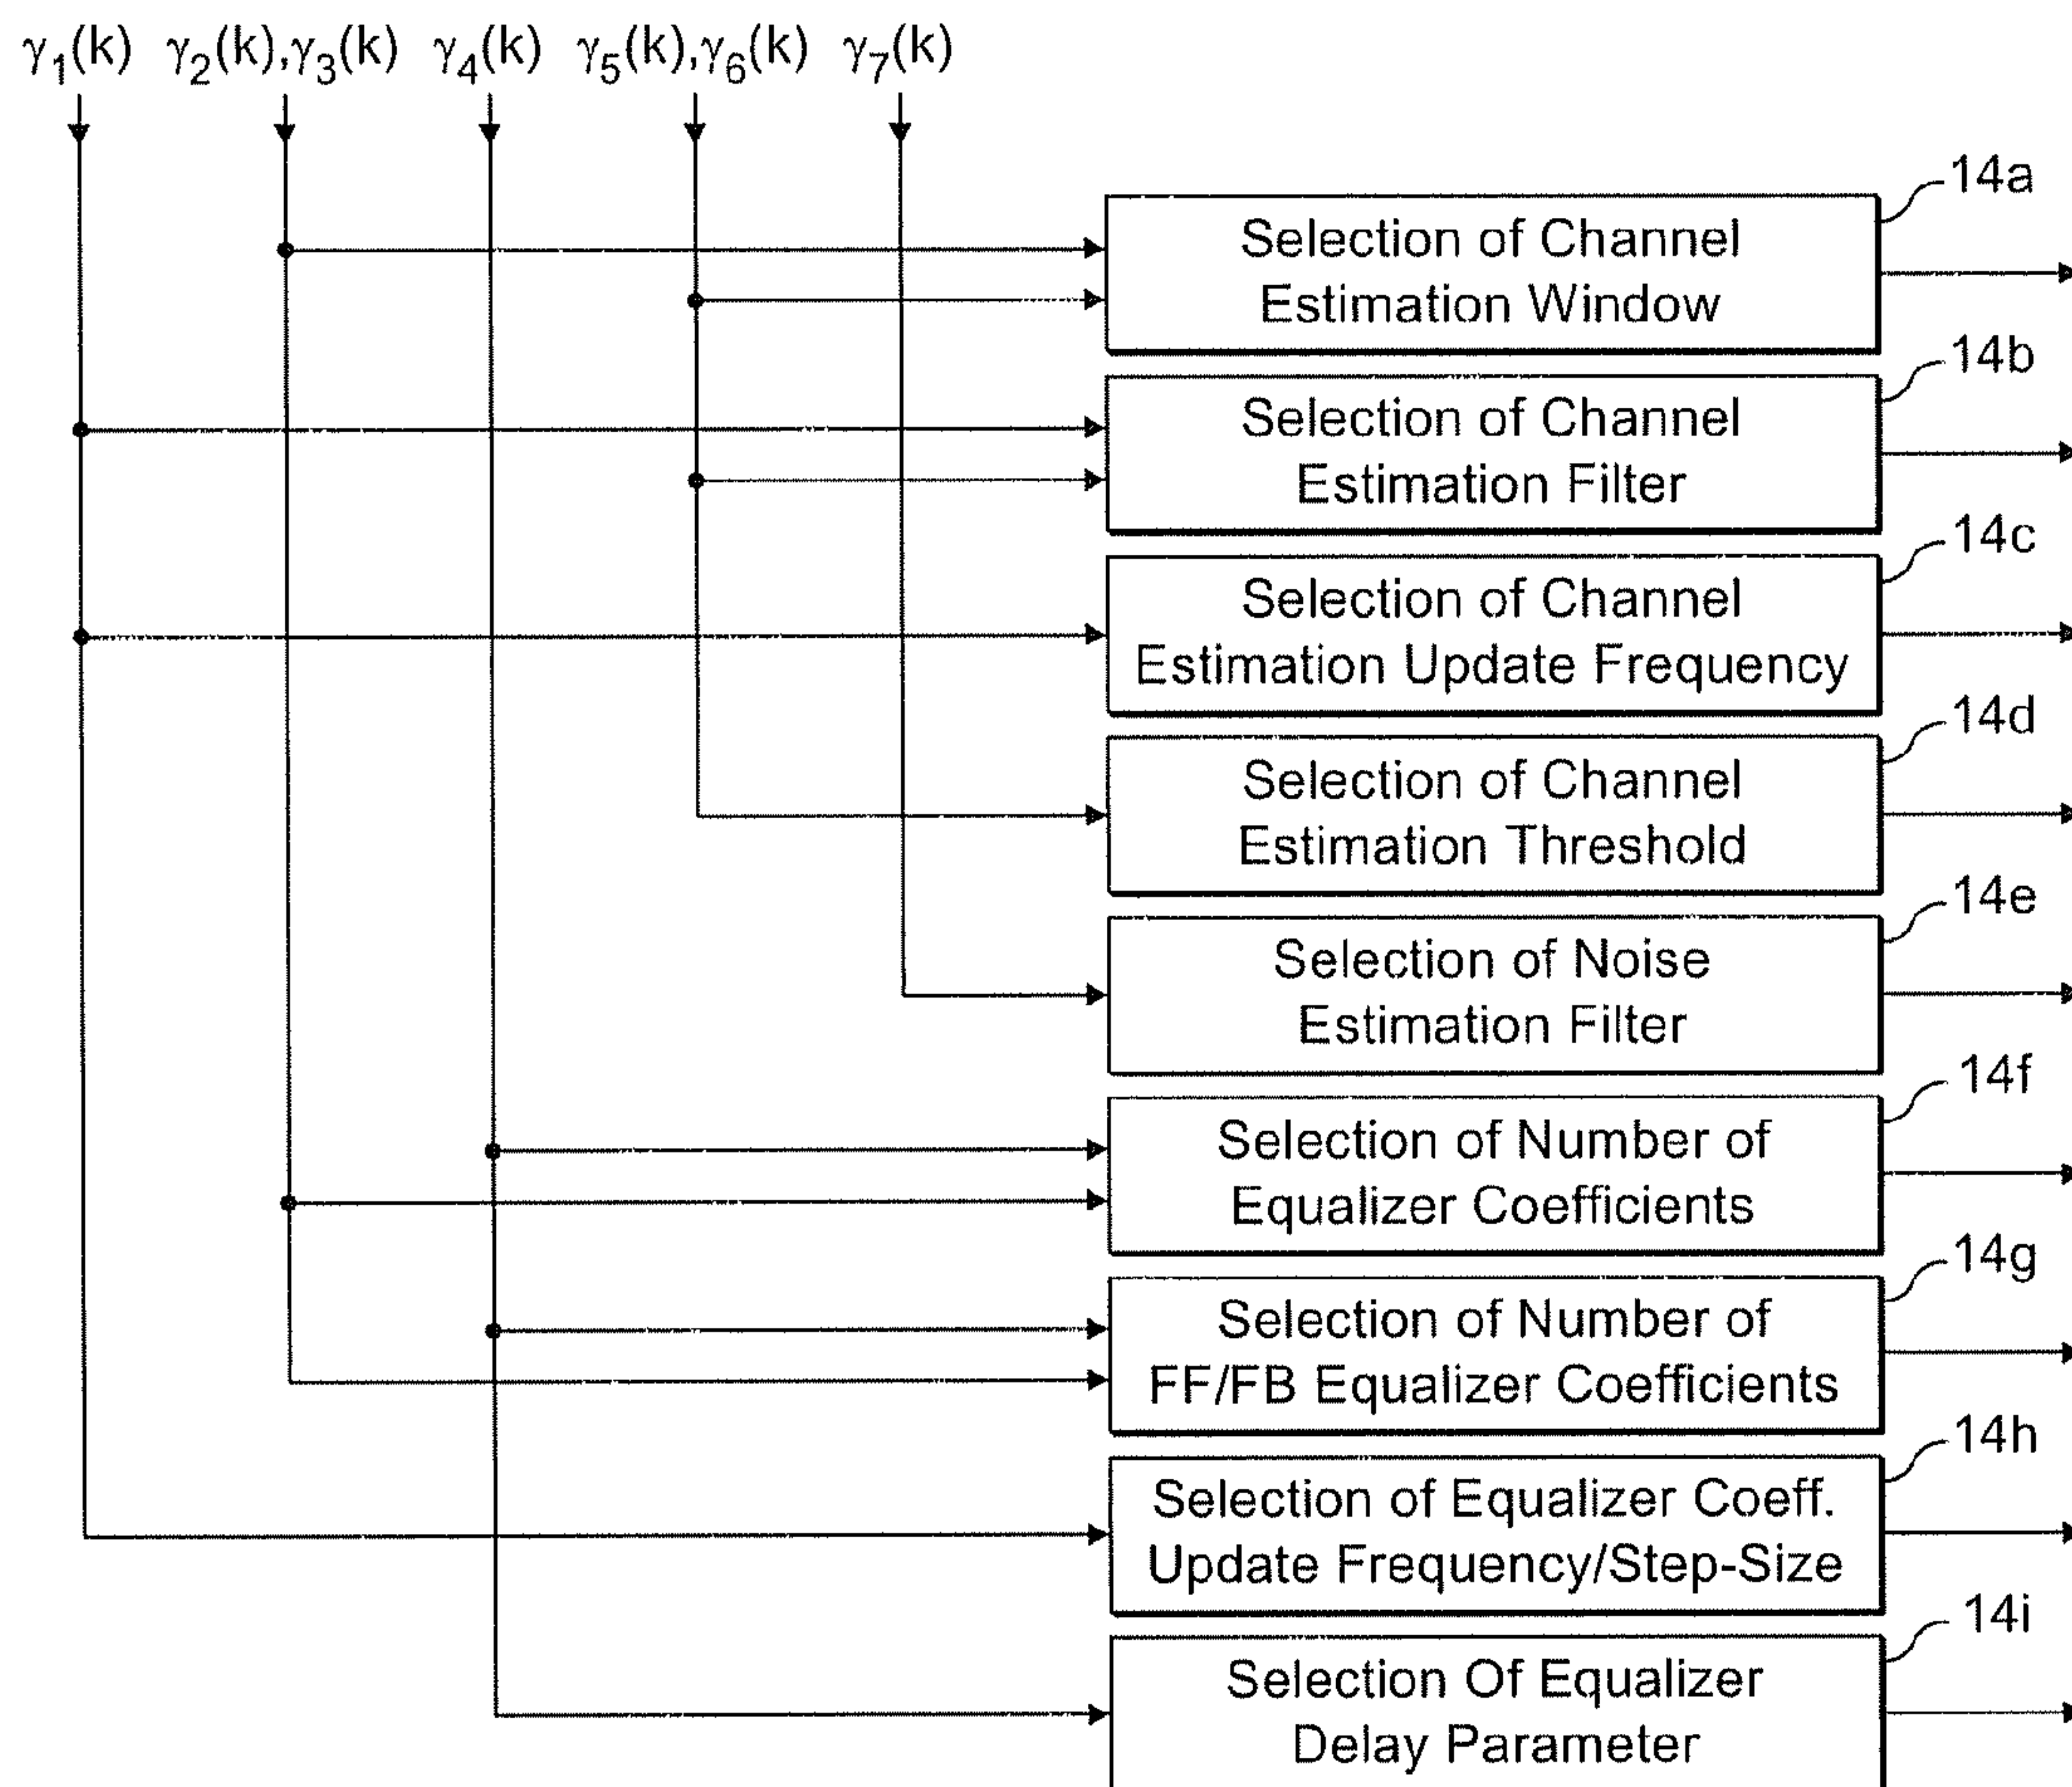 γ1(k) γ2(k),γ3(k) γ4(k) γ5(k),γ6(k) γ7(k)
14a
Selection of Channel
Estimation Window
14b
Selection of Channel
Estimation Filter
14c
Selection of Channel
Estimation Update Frequency
14d
Selection of Channel
Estimation Threshold
14e
Selection of Noise
Estimation Filter
14f
Selection of Number of
Equalizer Coefficients
14g
Selection of Number of
FF/FB Equalizer Coefficients
14h
Selection of Equalizer Coeff.
Update Frequency/Step-Size
14i
Selection Of Equalizer
Delay Parameter